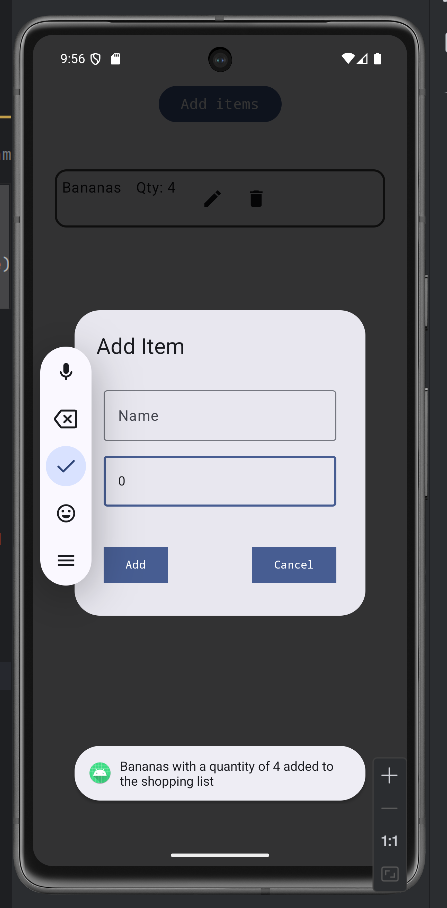 9:56
Add items
Bananas Qty: 4
Add Item
Name
0
Add Cancel
Bananas with a quantity of 4 added to
the shopping list
1:1